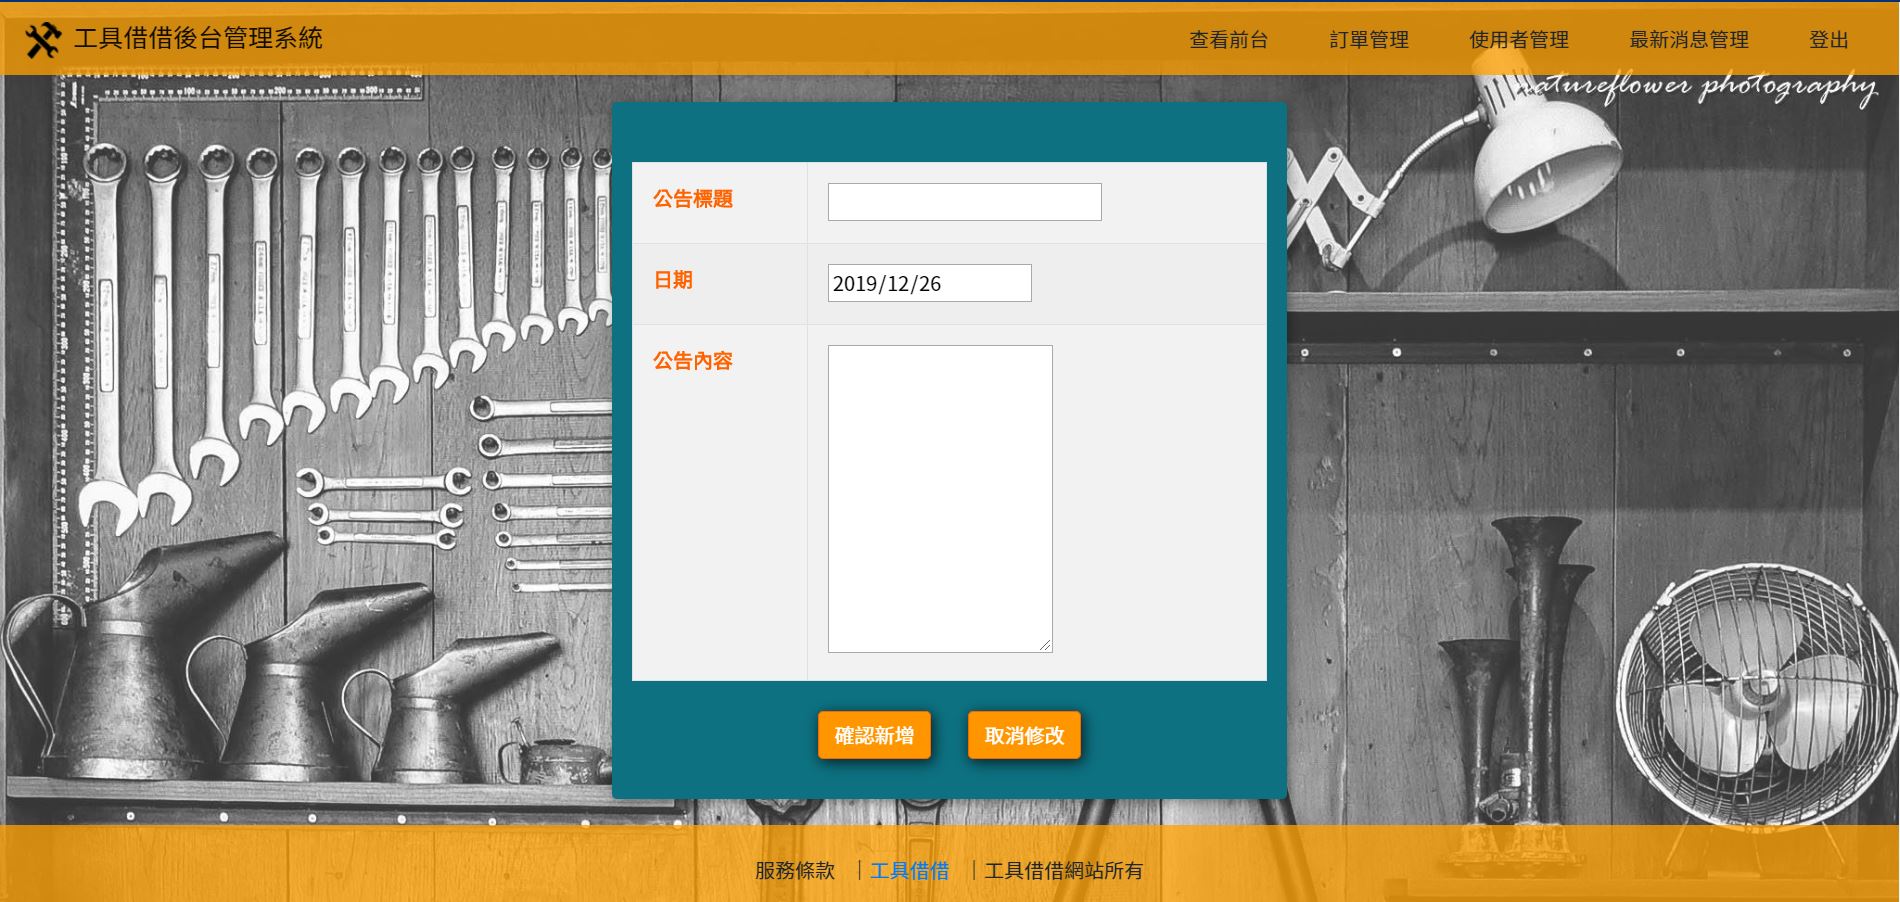 工具借借後台管理系統
查看前台 訂單管理 使用者管理 最新消息管理 登出
natureflower photography
公告標題
日期 2019/12/26
公告內容
確認新增 取消修改
服務條款 | 工具借借 | 工具借借網站所有